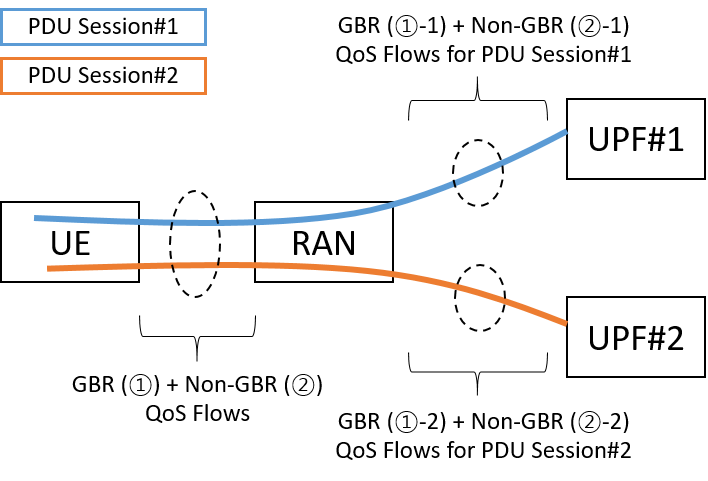 PDU Session#1
PDU Session#2
GBR (①-1) + Non-GBR (②-1)
QoS Flows for PDU Session#1
UPF#1
UE
RAN
UPF#2
GBR (①) + Non-GBR (②)
QoS Flows
GBR (①-2) + Non-GBR (②-2)
QoS Flows for PDU Session#2